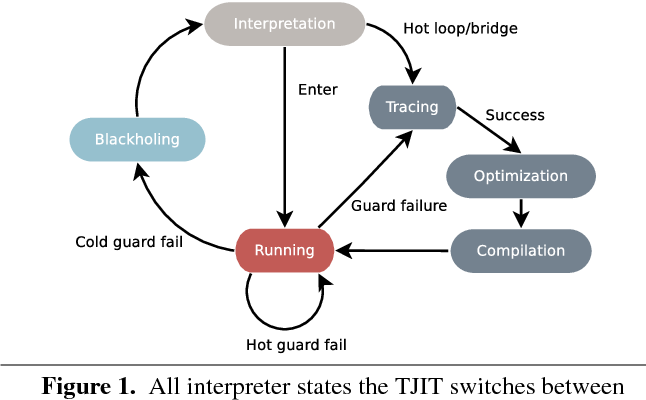 Interpretation
Hot loop/bridge
Enter
Tracing
Success
Blackholing
Optimization
Guard failure
Cold guard fail
Running
Compilation
Hot guard fail
Figure 1. All interpreter states the TJIT switches between